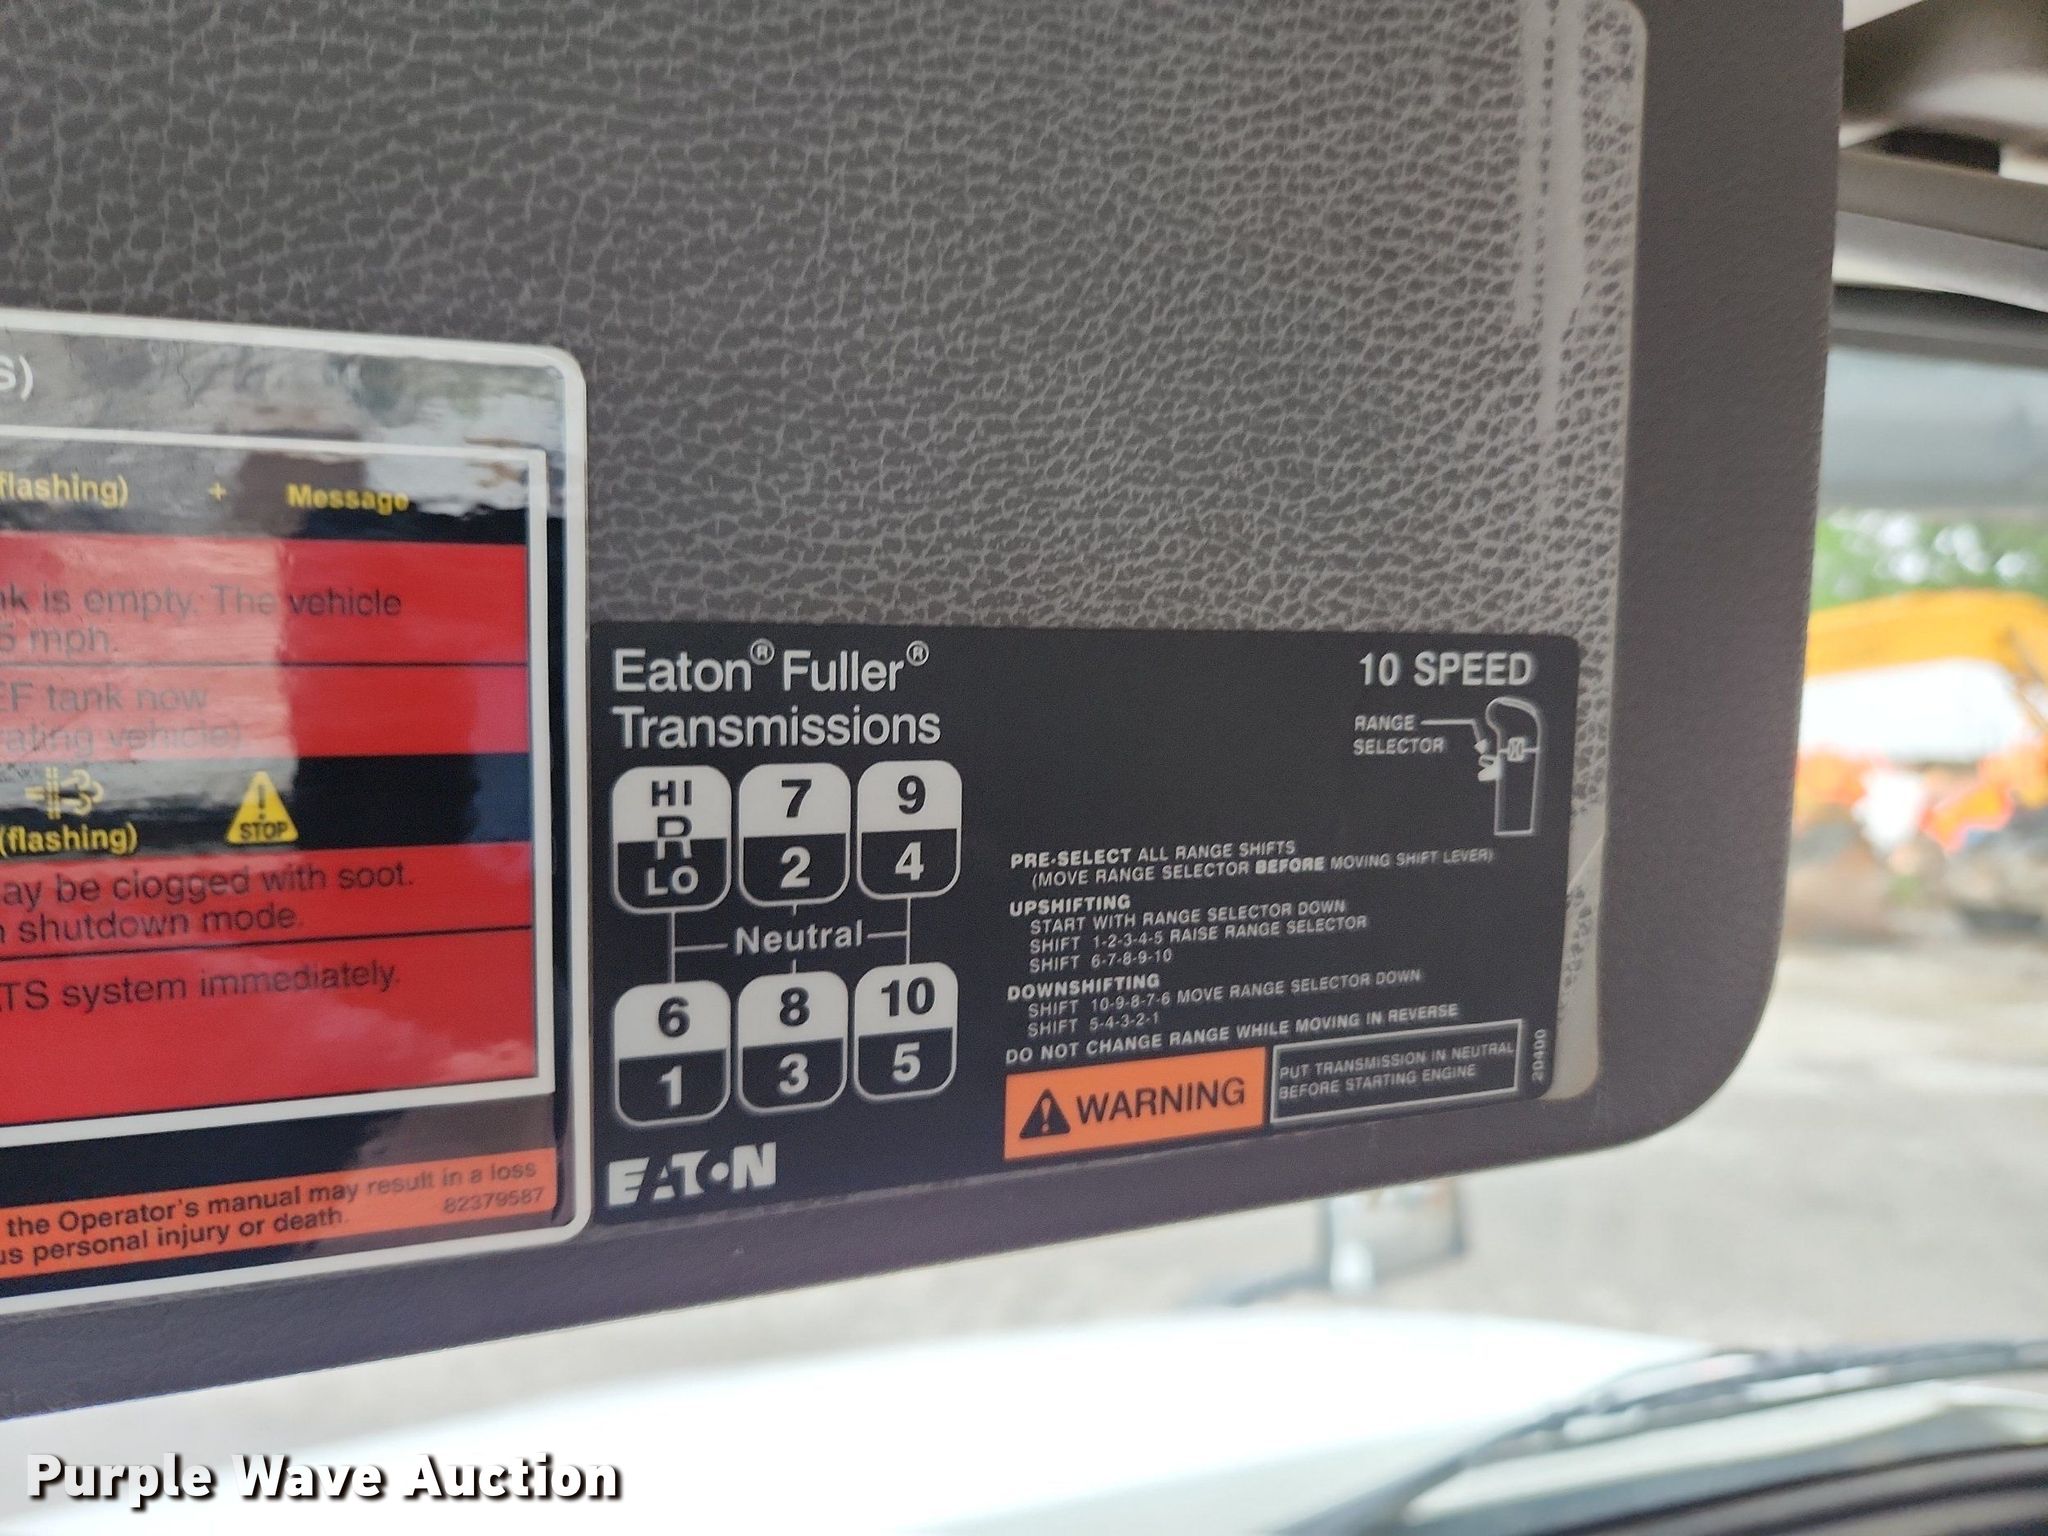 S)
flashing) + Message
nk is empty. The vehicle
5 mph.
EF tank now
rating vehicle)
(flashing)
STOP
ay be clogged with soot.
n shutdown mode.
TS system immediately.
the Operator's manual may result in a loss
us personal injury or death.
82379587
Eaton® Fuller®
Transmissions
10 SPEED
RANGE
SELECTOR
HI
R
LO
7
2
9
4
Neutral
6
1
8
3
10
5
EATON
PRE-SELECT ALL RANGE SHIFTS
(MOVE RANGE SELECTOR BEFORE MOVING SHIFT LEVER)
UPSHIFTING
START WITH RANGE SELECTOR DOWN
SHIFT 1-2-3-4-5 RAISE RANGE SELECTOR
SHIFT 6-7-8-9-10
DOWNSHIFTING
SHIFT 10-9-8-7-6 MOVE RANGE SELECTOR DOWN
SHIFT 5-4-3-2-1
DO NOT CHANGE RANGE WHILE MOVING IN REVERSE
WARNING
PUT TRANSMISSION IN NEUTRAL
BEFORE STARTING ENGINE
20400
Purple Wave Auction